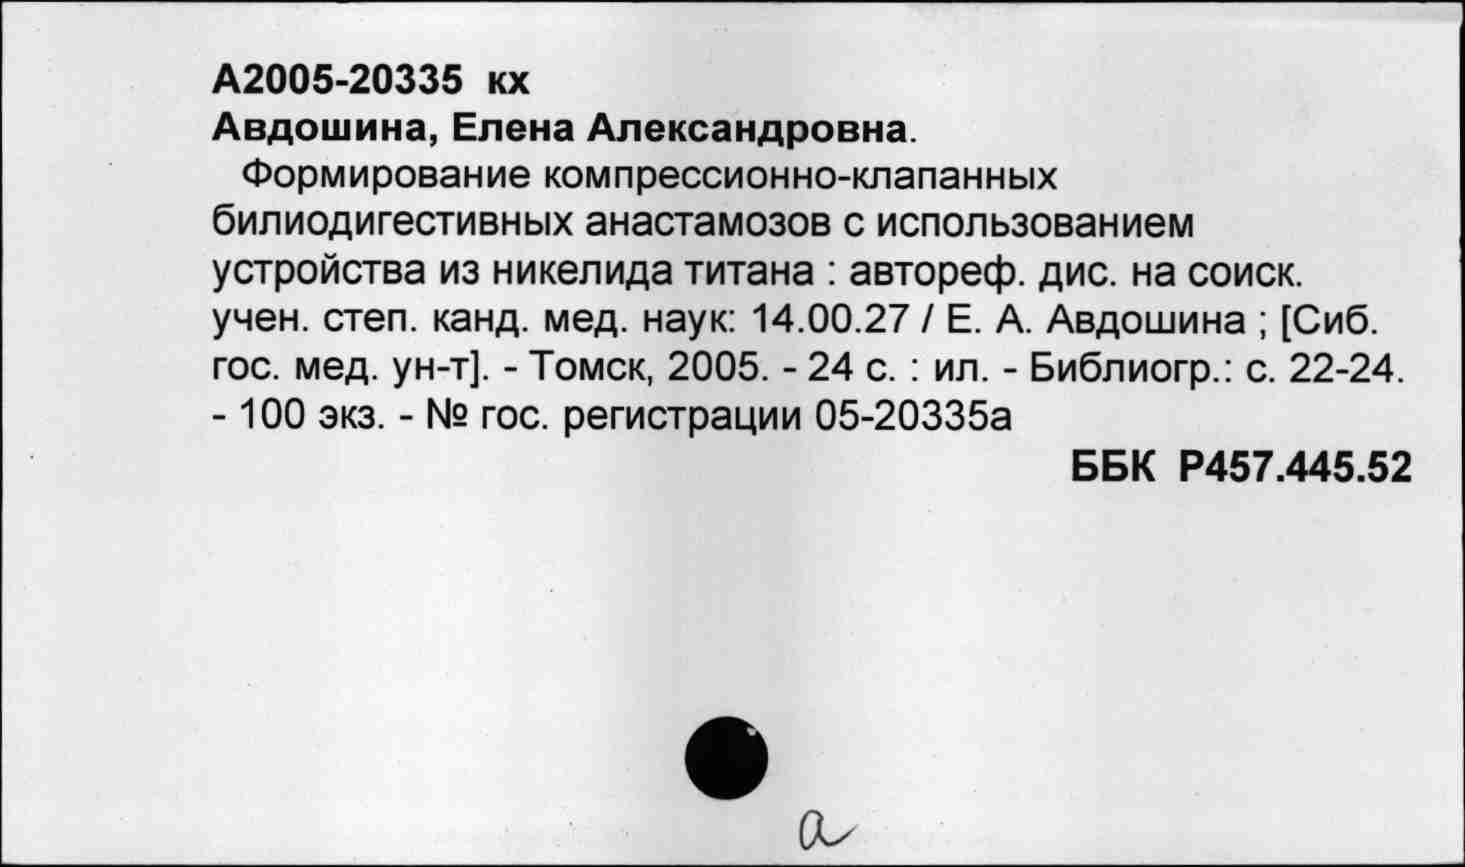 А2005-20335 кх
Авдошина, Елена Александровна.
Формирование компрессионно-клапанных
билиодигестивных анастамозов с использованием
устройства из никелида титана : автореф. дис. на соиск.
учен. степ. канд. мед. наук: 14.00.27 / Е. А. Авдошина ; [Сиб.
гос. мед. ун-т]. - Томск, 2005. - 24 с. : ил. - Библиогр.: с. 22-24.
- 100 экз. - № гос. регистрации 05-20335а
ББК Р457.445.52
а